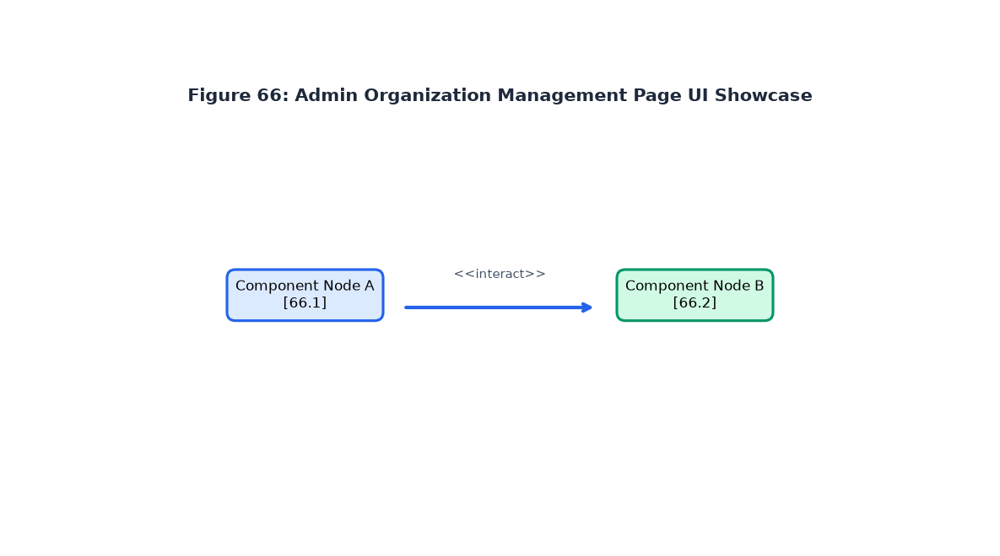 Figure 66: Admin Organization Management Page UI Showcase
<<interact>>
Component Node A
[66.1]
Component Node B
[66.2]